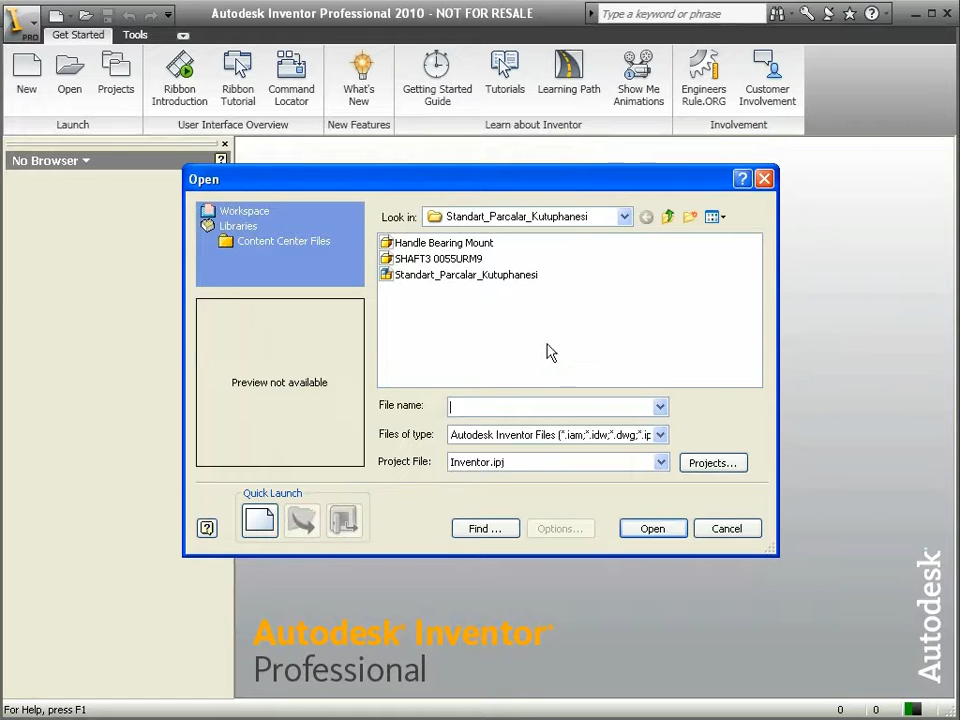 Autodesk Inventor Professional 2010 - NOT FOR RESALE
Type a keyword or phrase
PRO
Get Started Tools
New Open Projects Ribbon Introduction Ribbon Tutorial Command Locator What's New Getting Started Guide Tutorials Learning Path Show Me Animations Engineers Rule.ORG Customer Involvement
Launch User Interface Overview New Features Learn about Inventor Involvement
No Browser
Open
Workspace
Libraries
Content Center Files
Look in: Standart_Parcalar_Kutuphanesi
Handle Bearing Mount
SHAFT3 0055URM9
Standart_Parcalar_Kutuphanesi
Preview not available
File name:
Files of type: Autodesk Inventor Files (*.iam;*.idw;*.dwg;*.ip
Project File: Inventor.ipj Projects...
Quick Launch
Find ... Options... Open Cancel
Autodesk Inventor
Professional
Autodesk
For Help, press F1 0 0